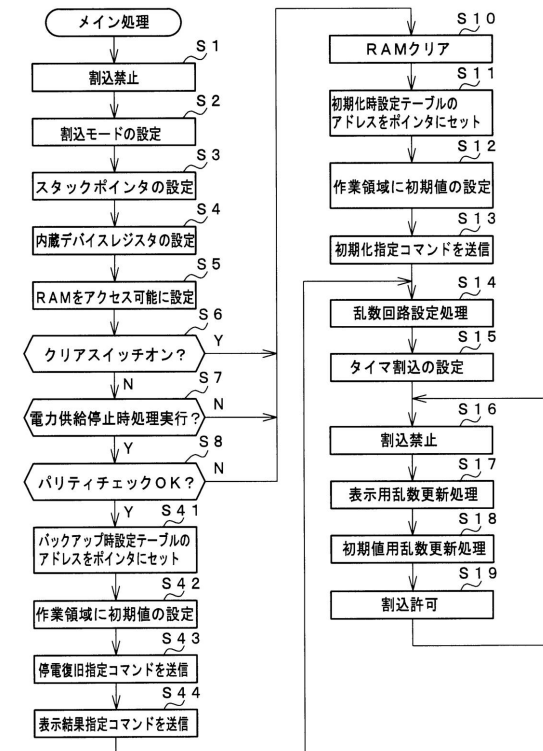 メイン処理
S1
割込禁止
S2
割込モードの設定
S3
スタックポインタの設定
S4
内蔵デバイスレジスタの設定
S5
RAMをアクセス可能に設定
S6
クリアスイッチオン？
Y
N
S7
電力供給停止時処理実行？
N
Y
S8
パリティチェックOK？
N
Y
S41
バックアップ時設定テーブルの
アドレスをポインタにセット
S42
作業領域に初期値の設定
S43
停電復旧指定コマンドを送信
S44
表示結果指定コマンドを送信
S10
RAMクリア
S11
初期化時設定テーブルの
アドレスをポインタにセット
S12
作業領域に初期値の設定
S13
初期化指定コマンドを送信
S14
乱数回路設定処理
S15
タイマ割込の設定
S16
割込禁止
S17
表示用乱数更新処理
S18
初期値用乱数更新処理
S19
割込許可